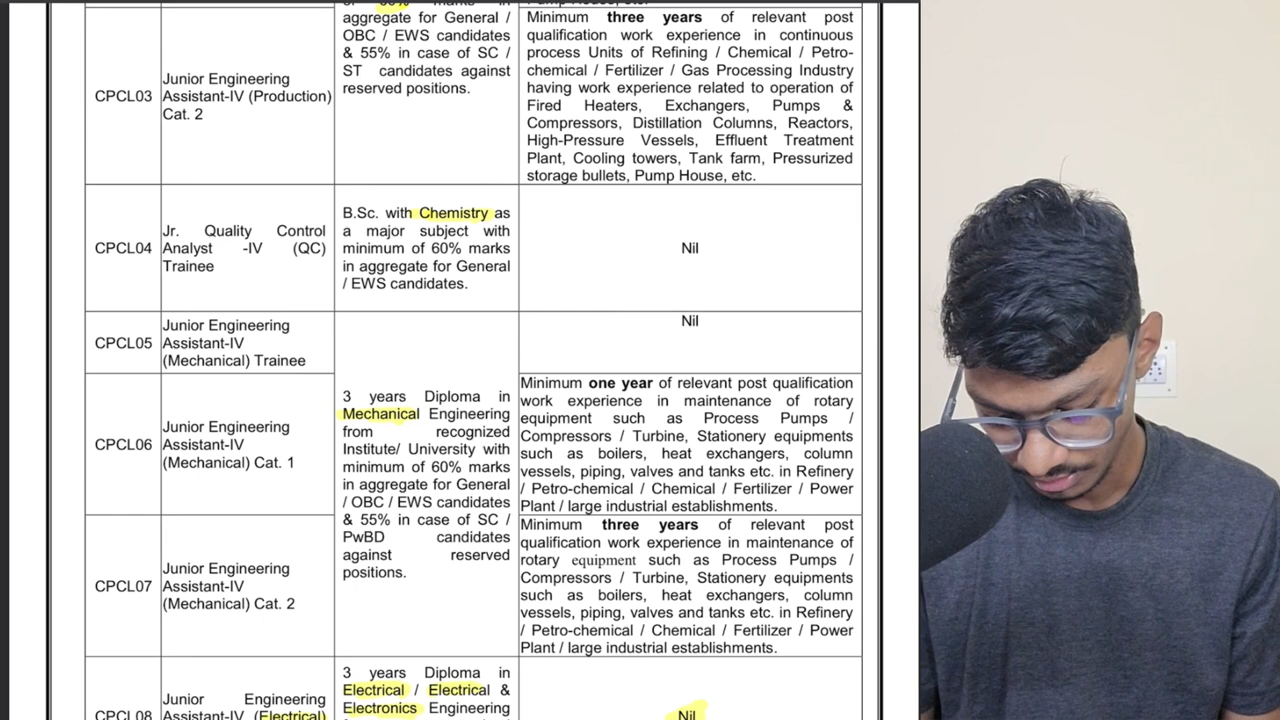 or 60% marks in
aggregate for General /
OBC / EWS candidates
& 55% in case of SC /
ST candidates against
reserved positions.
Pump House, etc.
CPCL03
Junior Engineering
Assistant-IV (Production)
Cat. 2
Minimum three years of relevant post
qualification work experience in continuous
process Units of Refining / Chemical / Petro-
chemical / Fertilizer / Gas Processing Industry
having work experience related to operation of
Fired Heaters, Exchangers, Pumps &
Compressors, Distillation Columns, Reactors,
High-Pressure Vessels, Effluent Treatment
Plant, Cooling towers, Tank farm, Pressurized
storage bullets, Pump House, etc.
CPCL04
Jr. Quality Control
Analyst -IV (QC)
Trainee
B.Sc. with Chemistry as
a major subject with
minimum of 60% marks
in aggregate for General
/ EWS candidates.
Nil
CPCL05
Junior Engineering
Assistant-IV
(Mechanical) Trainee
Nil
3 years Diploma in
Mechanical Engineering
from recognized
Institute/ University with
minimum of 60% marks
in aggregate for General
/ OBC / EWS candidates
& 55% in case of SC /
PwBD candidates
against reserved
positions.
CPCL06
Junior Engineering
Assistant-IV
(Mechanical) Cat. 1
Minimum one year of relevant post qualification
work experience in maintenance of rotary
equipment such as Process Pumps /
Compressors / Turbine, Stationery equipments
such as boilers, heat exchangers, column
vessels, piping, valves and tanks etc. in Refinery
/ Petro-chemical / Chemical / Fertilizer / Power
Plant / large industrial establishments.
CPCL07
Junior Engineering
Assistant-IV
(Mechanical) Cat. 2
Minimum three years of relevant post
qualification work experience in maintenance of
rotary equipment such as Process Pumps /
Compressors / Turbine, Stationery equipments
such as boilers, heat exchangers, column
vessels, piping, valves and tanks etc. in Refinery
/ Petro-chemical / Chemical / Fertilizer / Power
Plant / large industrial establishments.
CPCL08
Junior Engineering
Assistant-IV (Electrical)
3 years Diploma in
Electrical / Electrical &
Electronics Engineering
Nil